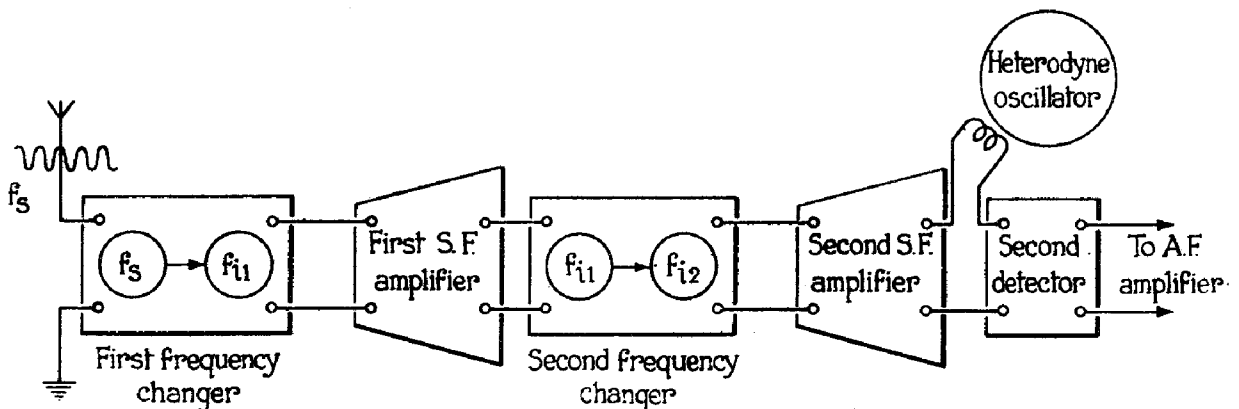 Heterodyne
oscillator
fs
fs
fi1
First S.F.
amplifier
fi1
fi2
Second S.F.
amplifier
Second
detector
To A.F.
amplifier.
First frequency
changer
Second frequency
changer